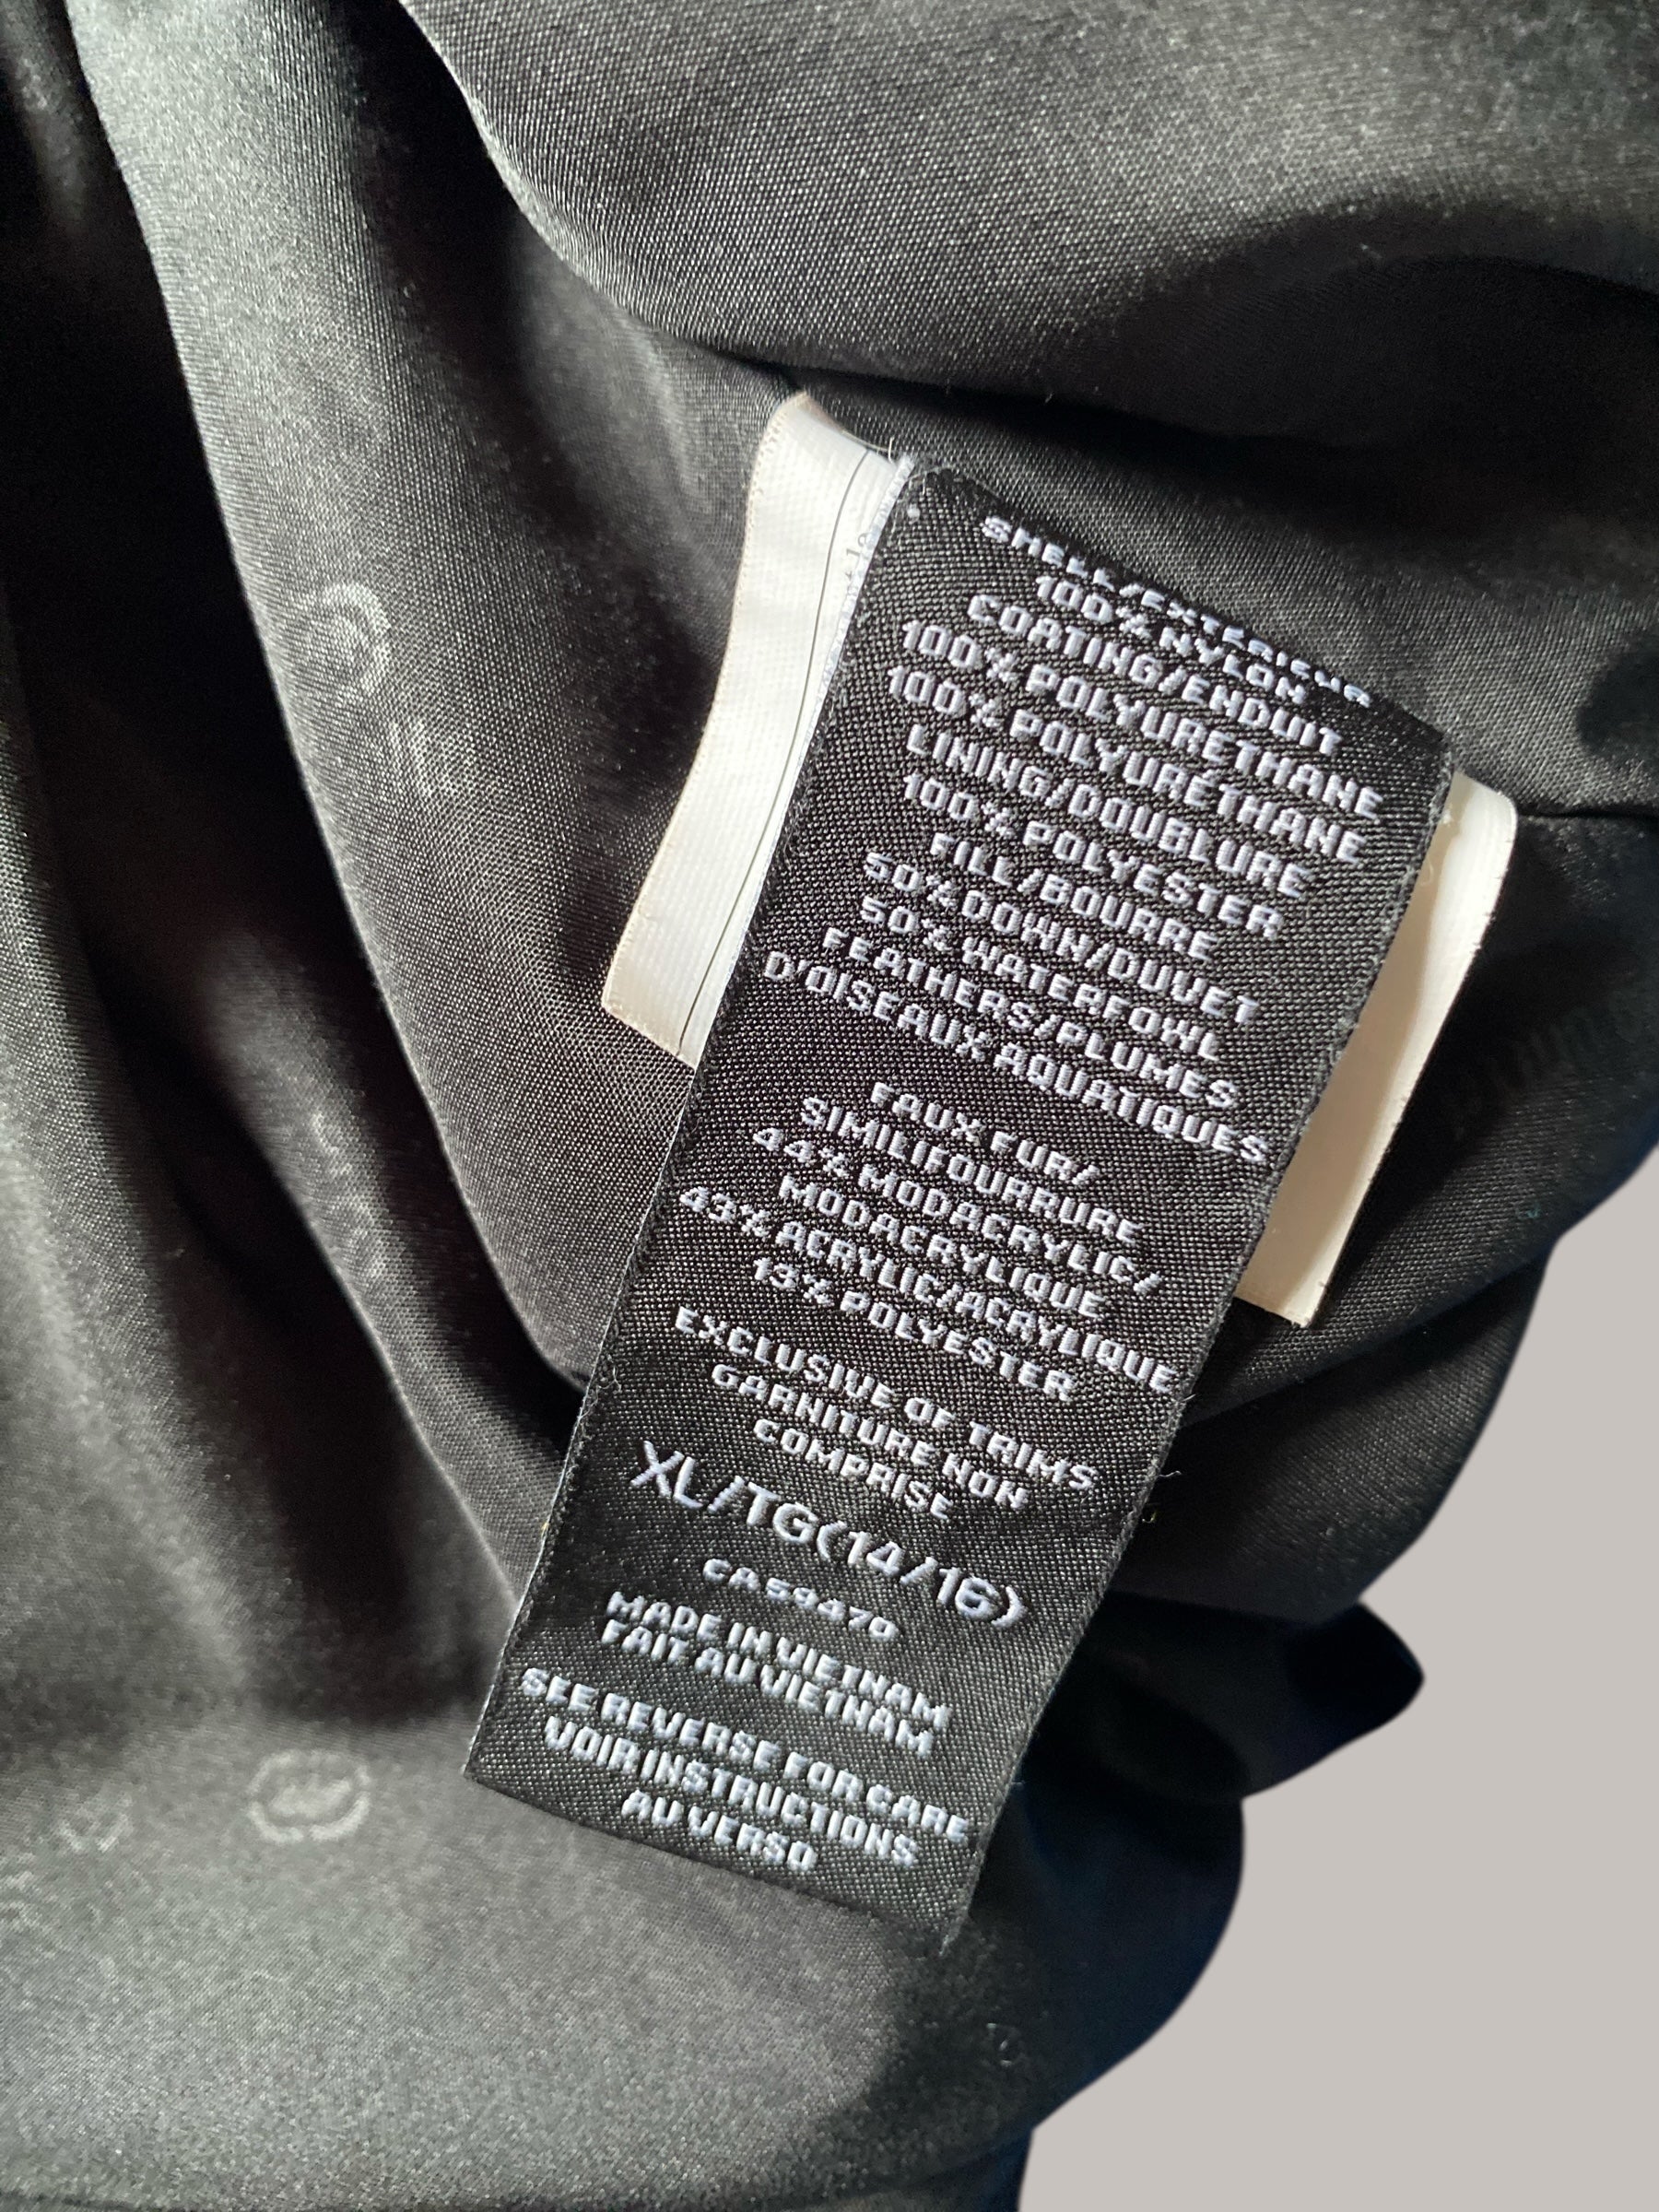 SHELL/EXTERIEUR
100% NYLON
COATING/ENDUIT
100% POLYURETHANE
100% POLYURÉTHANE
LINING/DOUBLURE
100% POLYESTER
FILL/BOURRE
50% DOWN/DUVET
50% WATERFOWL
FEATHERS/PLUMES
D'OISEAUX AQUATIQUES
FAUX FUR/
SIMILIFOURRURE
44% MODACRYLIC/
MODACRYLIQUE
43% ACRYLIC/ACRYLIQUE
13% POLYESTER
EXCLUSIVE OF TRIMS
GARNITURE NON
COMPRISE
XL/TG(14/16)
CA59470
MADE IN VIETNAM
FAIT AU VIETNAM
SEE REVERSE FOR CARE
VOIR INSTRUCTIONS
AU VERSO